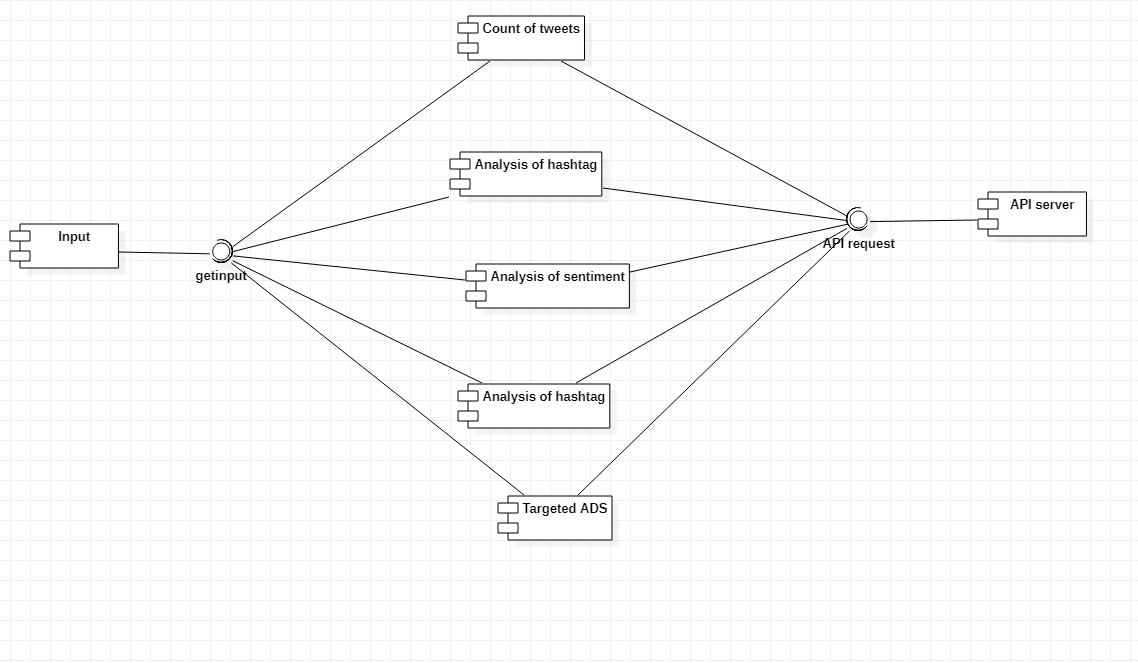 Count of tweets
Analysis of hashtag
Input
getinput
API server
API request
Analysis of sentiment
Analysis of hashtag
Targeted ADS